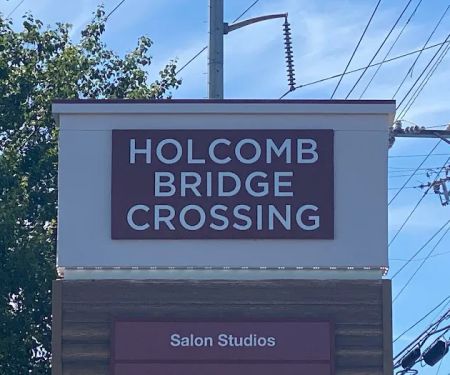 HOLCOMB
BRIDGE
CROSSING
Salon Studios